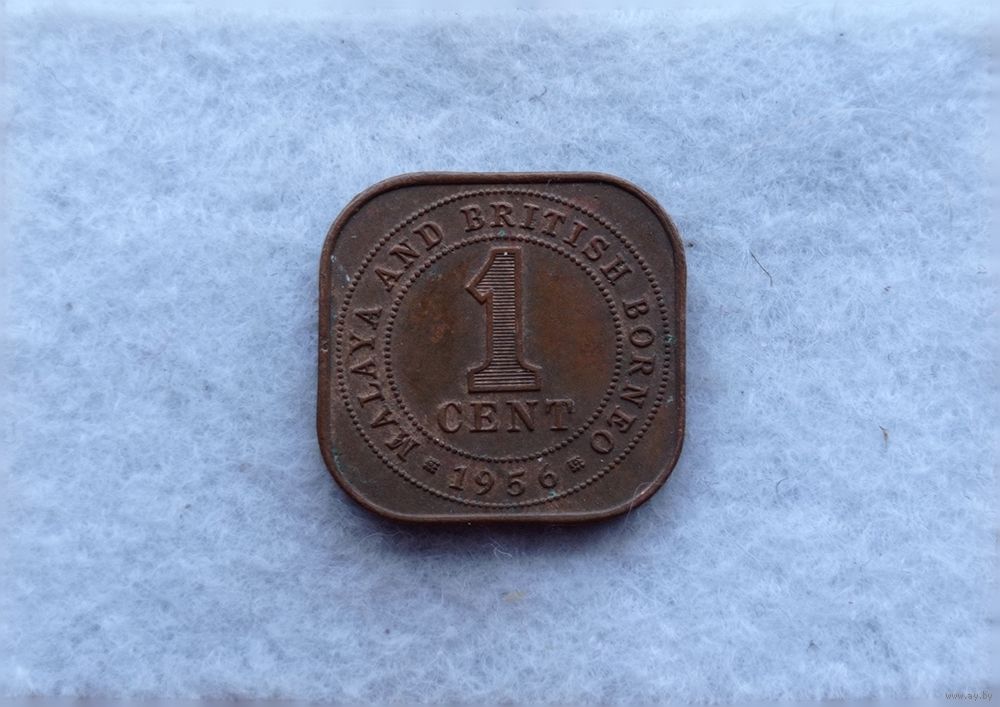 MALAYA AND BRITISH BORNEO
1
CENT
1956
www.ay.by